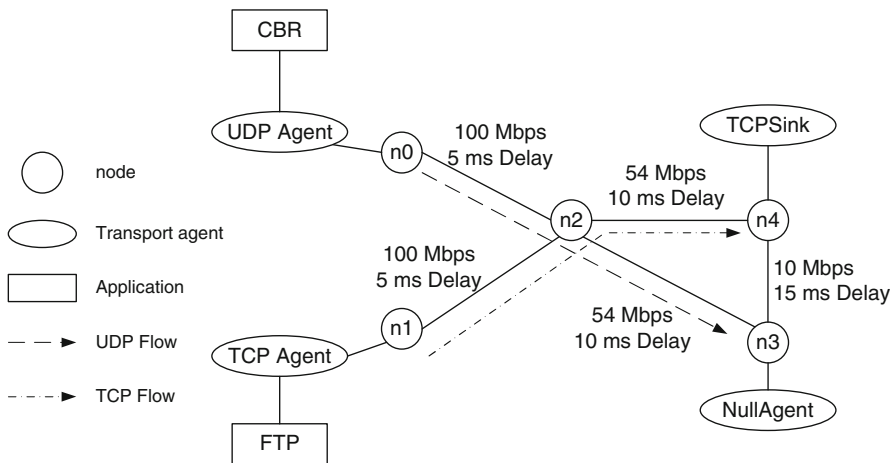 CBR
UDP Agent
n0
100 Mbps
5 ms Delay
TCPSink
node
54 Mbps
10 ms Delay
n2
n4
Transport agent
100 Mbps
5 ms Delay
10 Mbps
15 ms Delay
Application
n1
54 Mbps
10 ms Delay
n3
UDP Flow
TCP Agent
TCP Flow
NullAgent
FTP